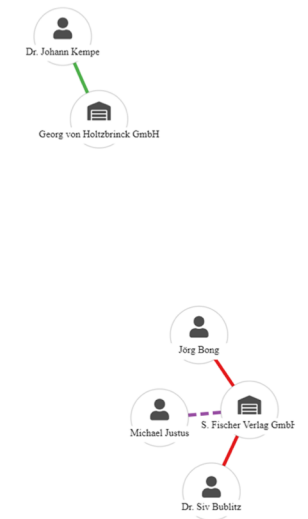 Dr. Johann Kempe
Georg von Holtzbrinck GmbH
Jörg Bong
Michael Justus
S. Fischer Verlag GmbH
Dr. Siv Bublitz